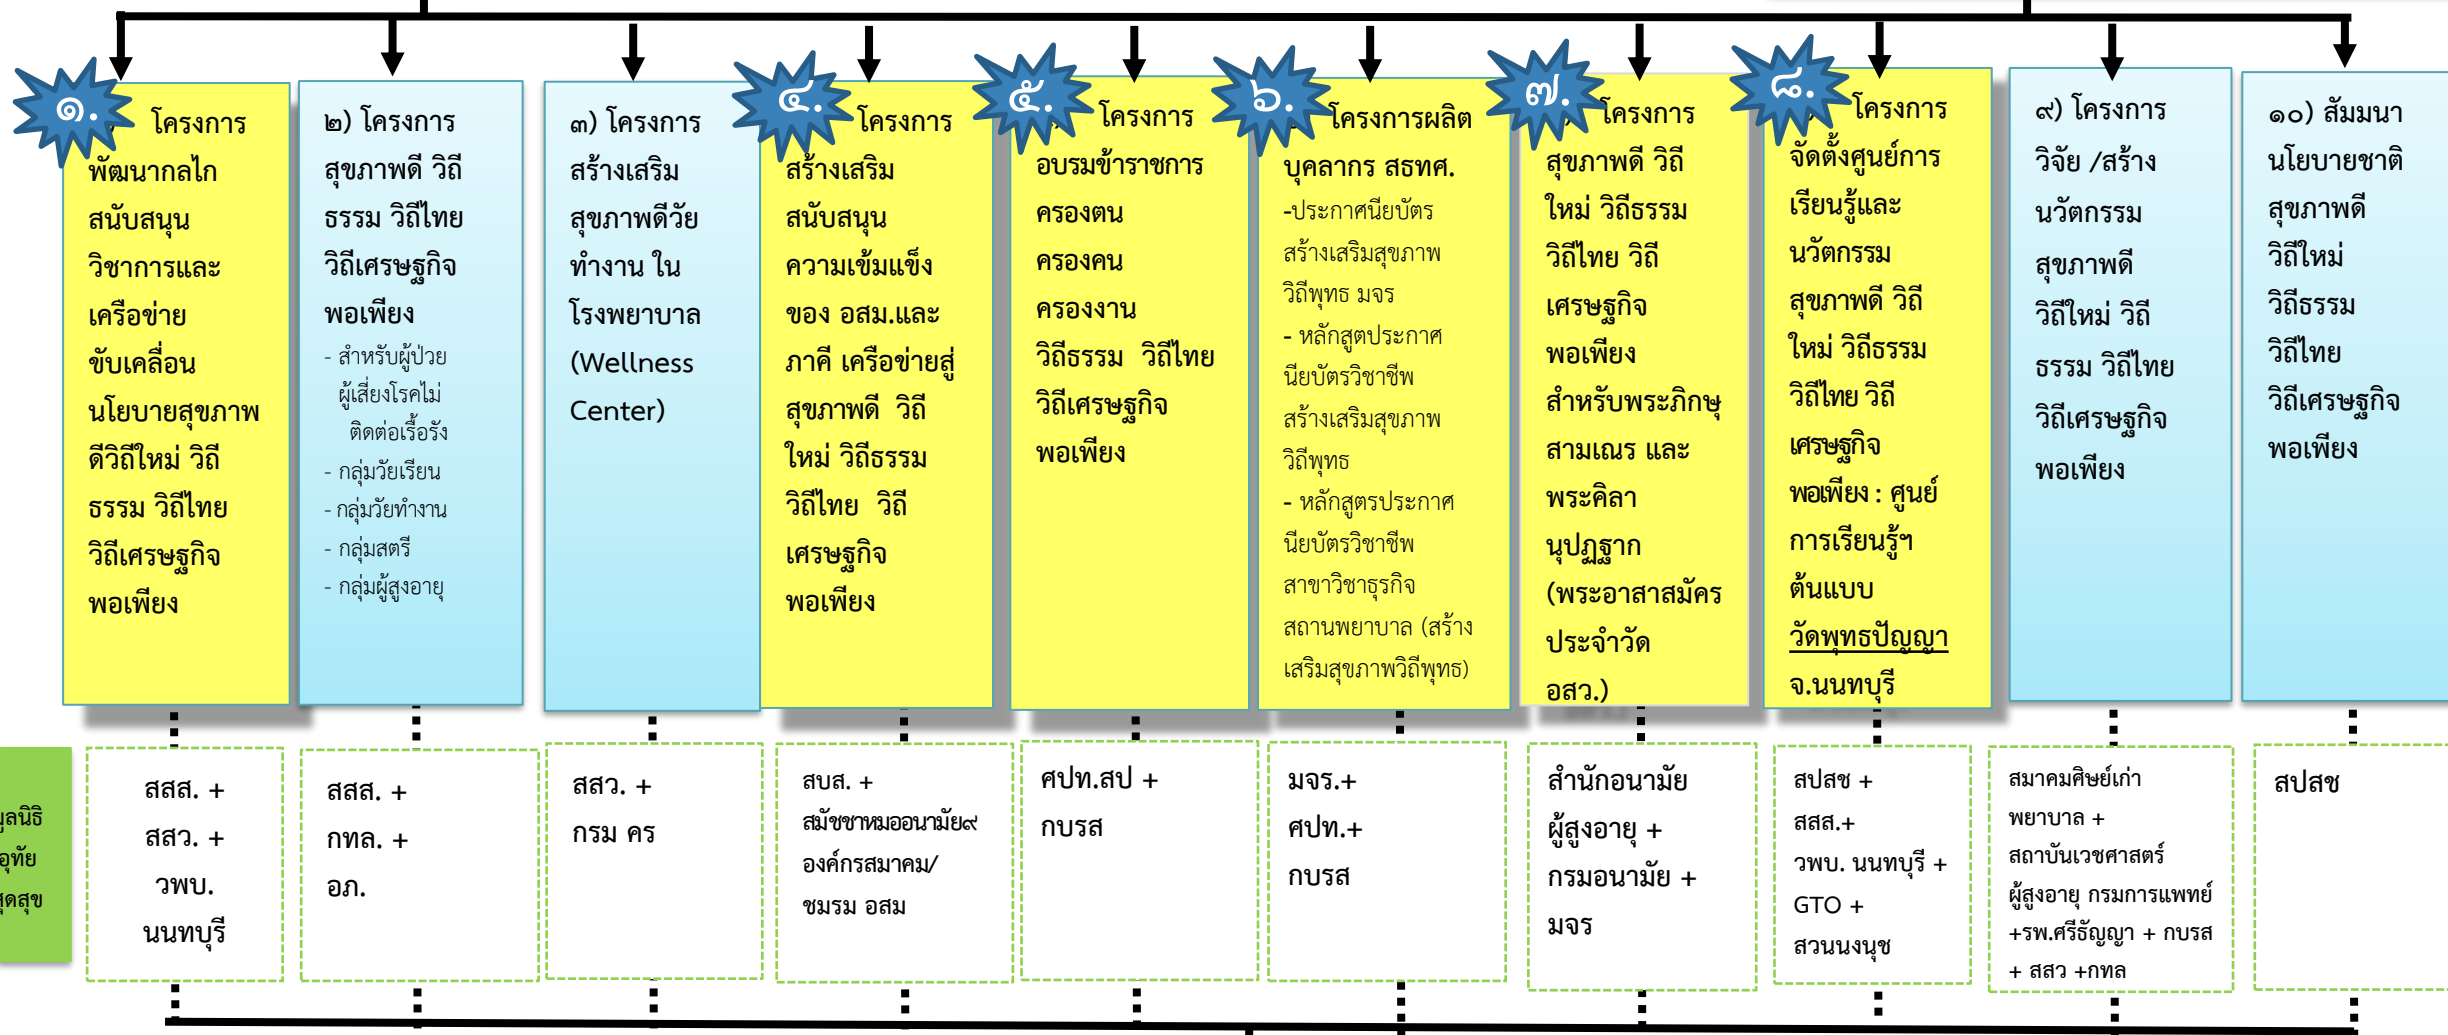 ๑.
โครงการ
พัฒนากลไก
สนับสนุน
วิชาการและ
เครือข่าย
ขับเคลื่อน
นโยบายสุขภาพ
ดีวิถีใหม่ วิถี
ธรรม วิถีไทย
วิถีเศรษฐกิจ
พอเพียง
๒) โครงการ
สุขภาพดี วิถี
ธรรม วิถีไทย
วิถีเศรษฐกิจ
พอเพียง
- สำหรับผู้ป่วย
ผู้เสี่ยงโรคไม่
ติดต่อเรื้อรัง
- กลุ่มวัยเรียน
- กลุ่มวัยทำงาน
- กลุ่มสตรี
- กลุ่มผู้สูงอายุ
๓) โครงการ
สร้างเสริม
สุขภาพดีวัย
ทำงาน ใน
โรงพยาบาล
(Wellness
Center)
๔.
โครงการ
สร้างเสริม
สนับสนุน
ความเข้มแข็ง
ของ อสม.และ
ภาคี เครือข่ายสู่
สุขภาพดี วิถี
ใหม่ วิถีธรรม
วิถีไทย วิถี
เศรษฐกิจ
พอเพียง
๕.
โครงการ
อบรมข้าราชการ
ครองตน
ครองคน
ครองงาน
วิถีธรรม วิถีไทย
วิถีเศรษฐกิจ
พอเพียง
๖.
โครงการผลิต
บุคลากร สธทศ.
-ประกาศนียบัตร
สร้างเสริมสุขภาพ
วิถีพุทธ มจร
- หลักสูตประกาศ
นียบัตรวิชาชีพ
สร้างเสริมสุขภาพ
วิถีพุทธ
- หลักสูตรประกาศ
นียบัตรวิชาชีพ
สาขาวิชาธุรกิจ
สถานพยาบาล (สร้าง
เสริมสุขภาพวิถีพุทธ)
๗.
โครงการ
สุขภาพดี วิถี
ใหม่ วิถีธรรม
วิถีไทย วิถี
เศรษฐกิจ
พอเพียง
สำหรับพระภิกษุ
สามเณร และ
พระคิลา
นุปฏฐาก
(พระอาสาสมัคร
ประจำวัด
อสว.)
๘.
โครงการ
จัดตั้งศูนย์การ
เรียนรู้และ
นวัตกรรม
สุขภาพดี วิถี
ใหม่ วิถีธรรม
วิถีไทย วิถี
เศรษฐกิจ
พอเพียง : ศูนย์
การเรียนรู้ฯ
ต้นแบบ
วัดพุทธปัญญา
จ.นนทบุรี
๙) โครงการ
วิจัย /สร้าง
นวัตกรรม
สุขภาพดี
วิถีใหม่ วิถี
ธรรม วิถีไทย
วิถีเศรษฐกิจ
พอเพียง
๑๐) สัมมนา
นโยบายชาติ
สุขภาพดี
วิถีใหม่
วิถีธรรม
วิถีไทย
วิถีเศรษฐกิจ
พอเพียง
สสส. +
สสว. +
วพบ.
นนทบุรี
สสส. +
กทล. +
อภ.
สสว. +
กรม คร
สบส. +
สมัชชาหมออนามัย๙
องค์กรสมาคม/
ชมรม อสม
ศปท.สป +
กบรส
มจร.+
ศปท.+
กบรส
สำนักอนามัย
ผู้สูงอายุ +
กรมอนามัย +
มจร
สปสช +
สสส.+
วพบ. นนทบุรี +
GTO +
สวนนงนุช
สมาคมศิษย์เก่า
พยาบาล +
สถาบันเวชศาสตร์
ผู้สูงอายุ กรมการแพทย์
+รพ.ศรีธัญญา + กบรส
+ สสว +กทล
สปสช